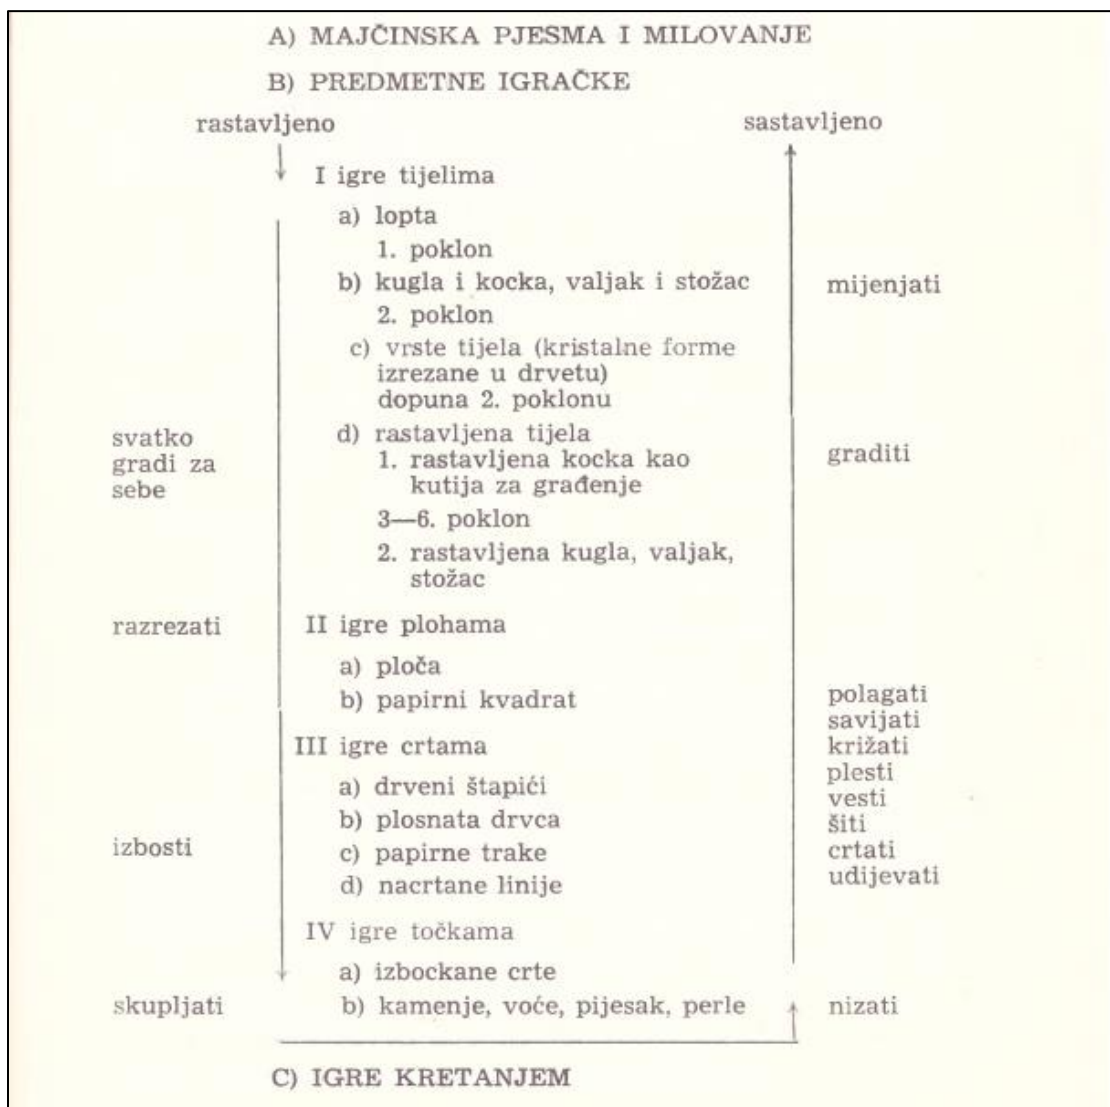 A) MAJČINSKA PJESMA I MILOVANJE
B) PREDMETNE IGRAČKE
rastavljeno
sastavljeno
I igre tijelima
a) lopta
1. poklon
b) kugla i kocka, valjak i stožac
mijenjati
2. poklon
c) vrste tijela (kristalne forme
izrezane u drvetu)
dopuna 2. poklonu
svatko
gradi za
sebe
d) rastavljena tijela
1. rastavljena kocka kao
kutija za građenje
graditi
3—6. poklon
2. rastavljena kugla, valjak,
stožac
razrezati
II igre plohama
a) ploča
b) papirni kvadrat
polagati
savijati
križati
plesti
vesti
šiti
crtati
udijevati
III igre crtama
a) drveni štapići
b) plosnata drvca
izbosti
c) papirne trake
d) nacrtane linije
IV igre točkama
a) izbockane crte
skupljati
b) kamenje, voće, pijesak, perle
nizati
C) IGRE KRETANJEM